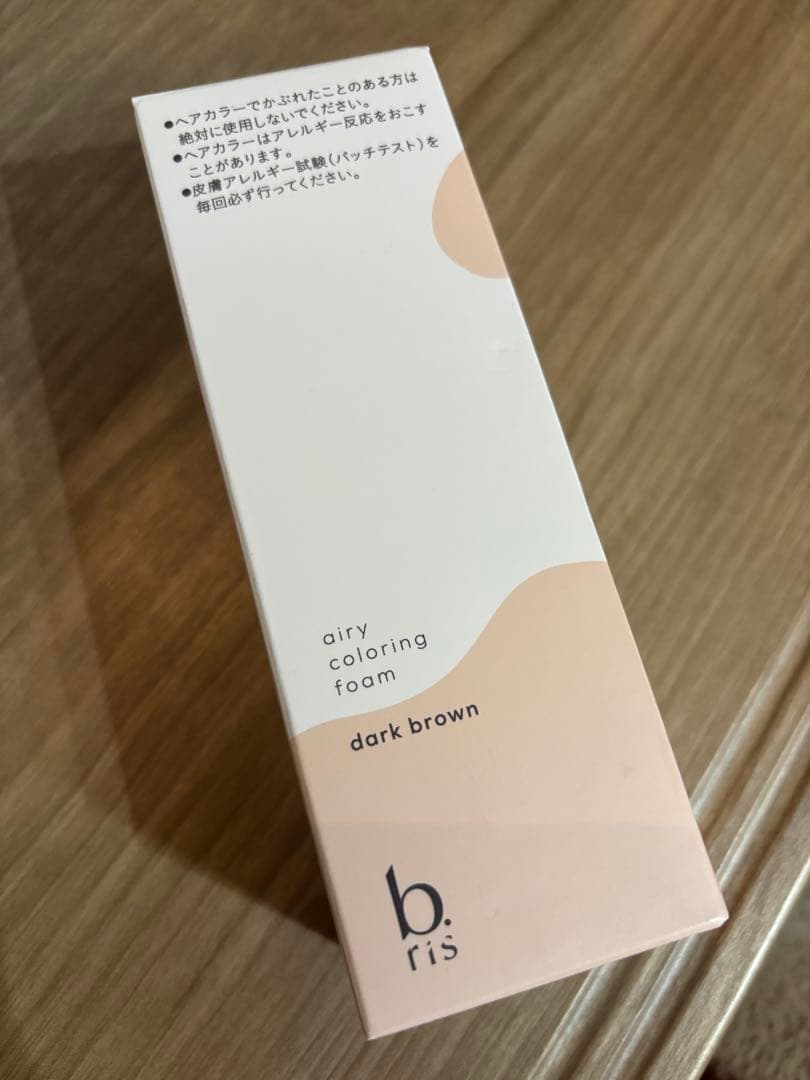 ●ヘアカラーでかぶれたことのある方は
絶対に使用しないでください。
●ヘアカラーはアレルギー反応をおこす
ことがあります。
●皮膚アレルギー試験(パッチテスト)を
毎回必ず行ってください。
airy
coloring
foam
dark brown
b.
ris